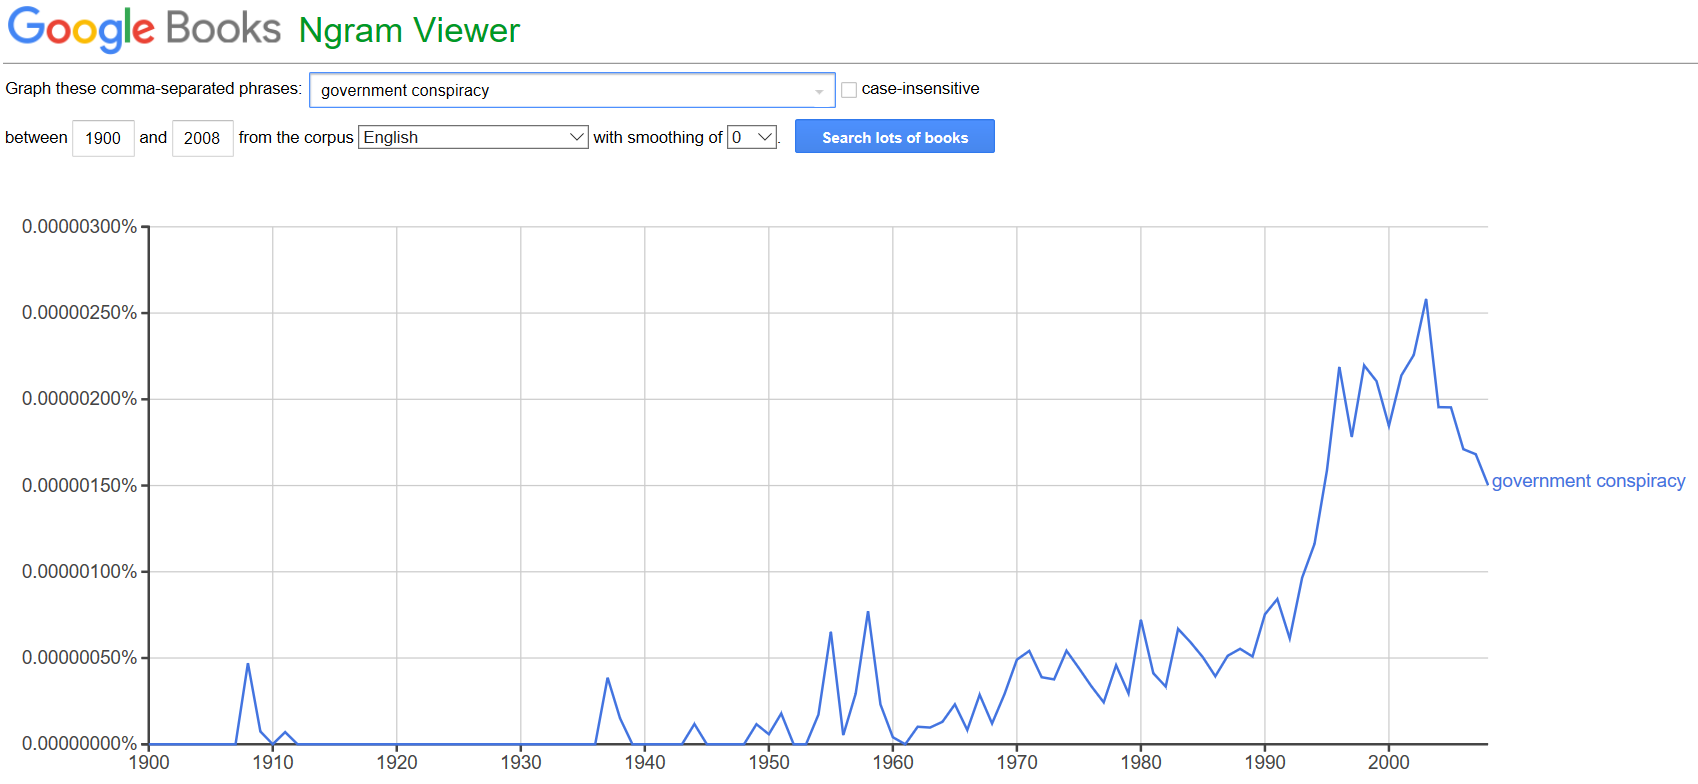 Google Books Ngram Viewer
Graph these comma-separated phrases: government conspiracy case-insensitive
between 1900 and 2008 from the corpus English with smoothing of 0. Search lots of books
0.00000300%
0.00000250%
0.00000200%
0.00000150%
government conspiracy
0.00000100%
0.00000050%
0.00000000%
1900 1910 1920 1930 1940 1950 1960 1970 1980 1990 2000